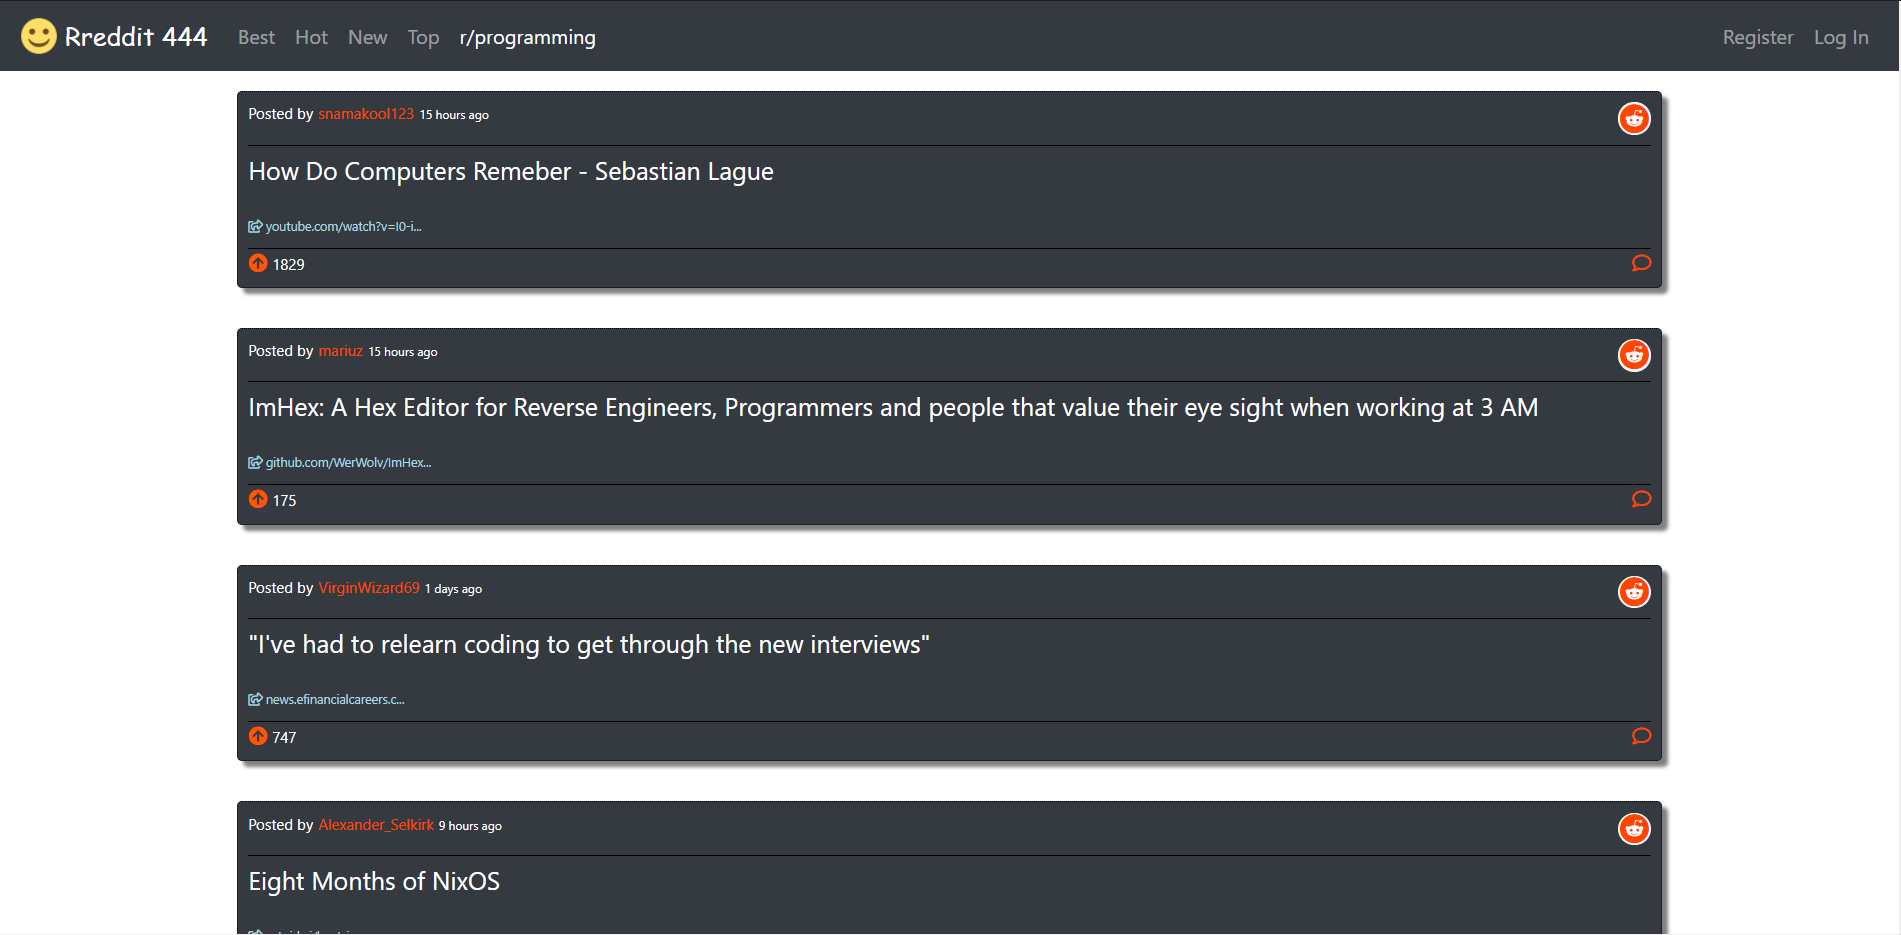 Rreddit 444 Best Hot New Top r/programming Register Log In
Posted by snamakool123 15 hours ago
How Do Computers Remeber - Sebastian Lague
youtube.com/watch?v=I0-i...
1829
Posted by mariuz 15 hours ago
ImHex: A Hex Editor for Reverse Engineers, Programmers and people that value their eye sight when working at 3 AM
github.com/WerWolv/ImHex...
175
Posted by VirginWizard69 1 days ago
"I've had to relearn coding to get through the new interviews"
news.efinancialcareers.c...
747
Posted by Alexander_Selkirk 9 hours ago
Eight Months of NixOS